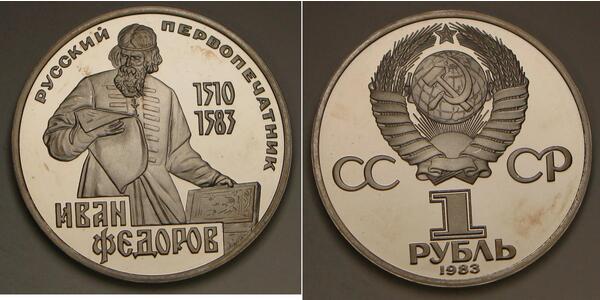 РУССКИЙ ПЕРВОПЕЧАТНИК
1510
1583
ИВАН
ФЕДОРОВ
СС СР
1
РУБЛЬ
1983